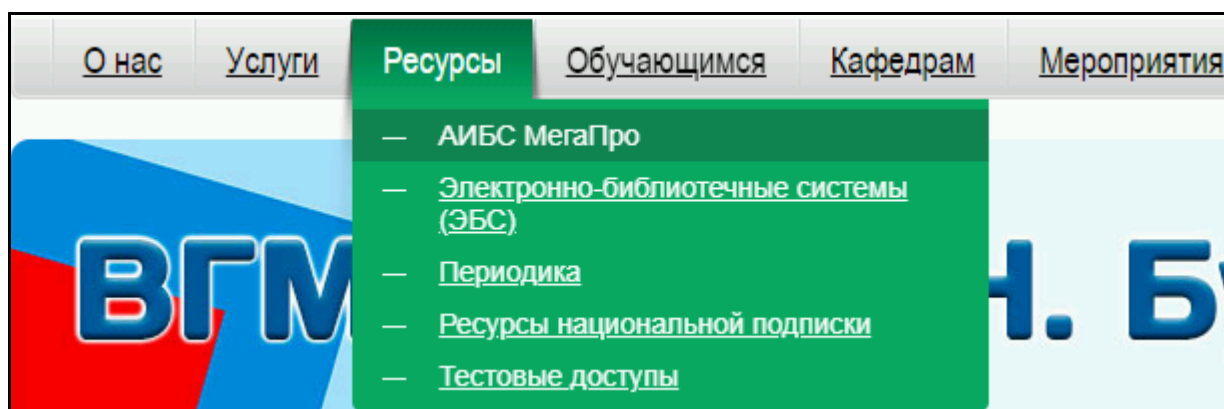 О нас Услуги Ресурсы Обучающимся Кафедрам Мероприятия
— АИБС МегаПро
— Электронно-библиотечные системы
(ЭБС)
— Периодика
— Ресурсы национальной подписки
— Тестовые доступы
ВГМ Н. Б